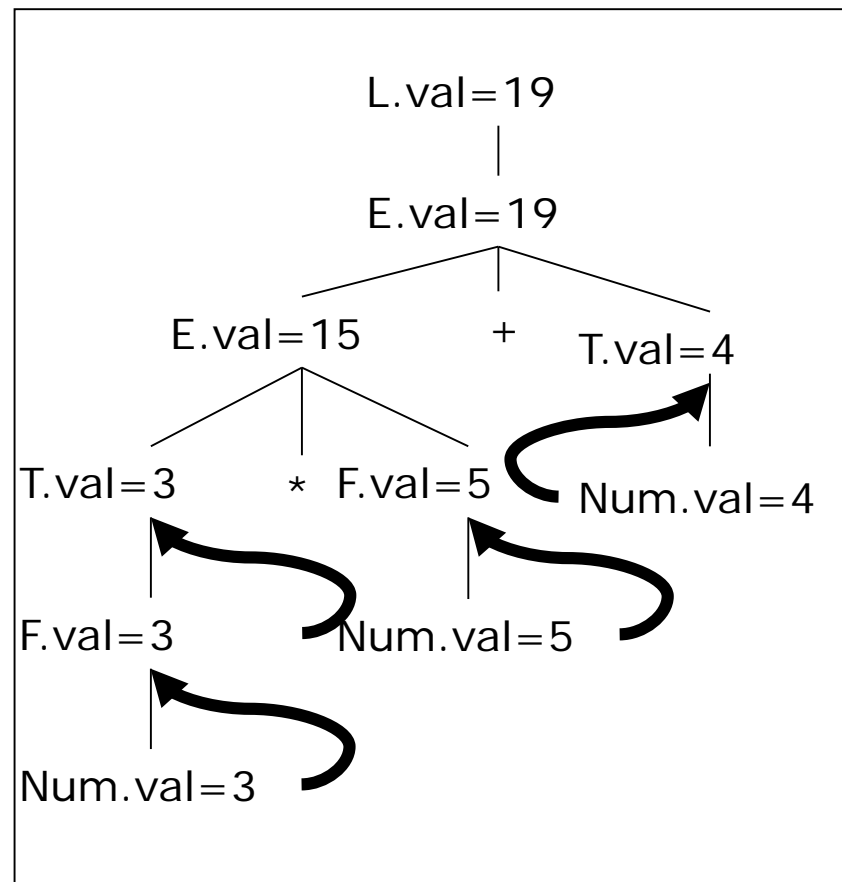 L.val=19
E.val=19
E.val=15 + T.val=4
T.val=3 * F.val=5 Num.val=4
F.val=3 Num.val=5
Num.val=3